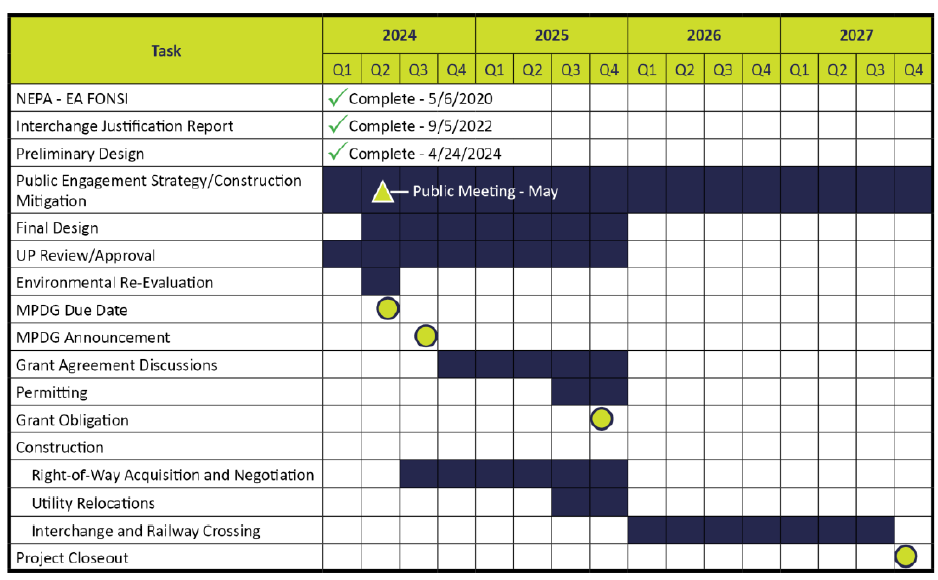 Task
2024 2025 2026 2027
Q1 Q2 Q3 Q4 Q1 Q2 Q3 Q4 Q1 Q2 Q3 Q4 Q1 Q2 Q3 Q4
NEPA - EA FONSI Complete - 5/6/2020
Interchange Justification Report Complete - 9/5/2022
Preliminary Design Complete - 4/24/2024
Public Engagement Strategy/Construction
Mitigation
Public Meeting - May
Final Design
UP Review/Approval
Environmental Re-Evaluation
MPDG Due Date
MPDG Announcement
Grant Agreement Discussions
Permitting
Grant Obligation
Construction
Right-of-Way Acquisition and Negotiation
Utility Relocations
Interchange and Railway Crossing
Project Closeout